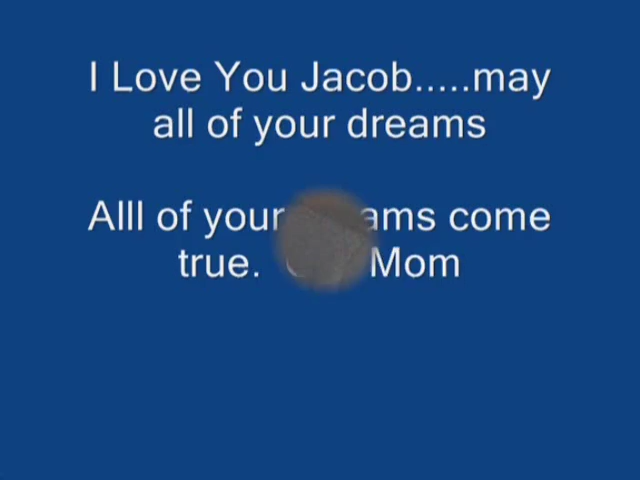 I Love You Jacob.....may
all of your dreams
Alll of your ams come
true. Mom